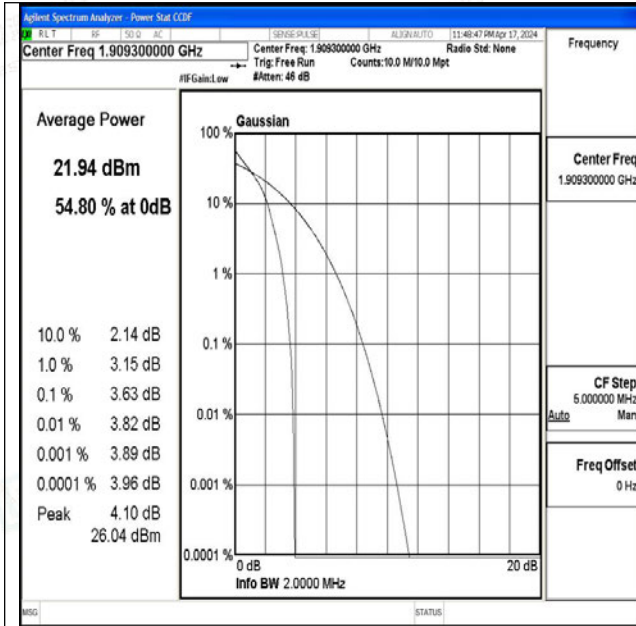 Agilent Spectrum Analyzer - Power Stat CCDF
RL T RF 50 Ω AC SENSE:PULSE ALIGNAUTO 11:48:47 PM Apr 17, 2024
Center Freq 1.909300000 GHz
Center Freq: 1.909300000 GHz Radio Std: None
Trig: Free Run Counts:10.0 M/10.0 Mpt
#IFGain:Low #Atten: 46 dB
Frequency
Average Power
21.94 dBm
54.80 % at 0dB
10.0 % 2.14 dB
1.0 % 3.15 dB
0.1 % 3.63 dB
0.01 % 3.82 dB
0.001 % 3.89 dB
0.0001 % 3.96 dB
Peak 4.10 dB
26.04 dBm
Gaussian
100 %
10 %
1 %
0.1 %
0.01 %
0.001 %
0.0001 %
0 dB 20 dB
Info BW 2.0000 MHz
Center Freq
1.909300000 GHz
CF Step
5.000000 MHz
Auto Man
Freq Offset
0 Hz
MSG STATUS